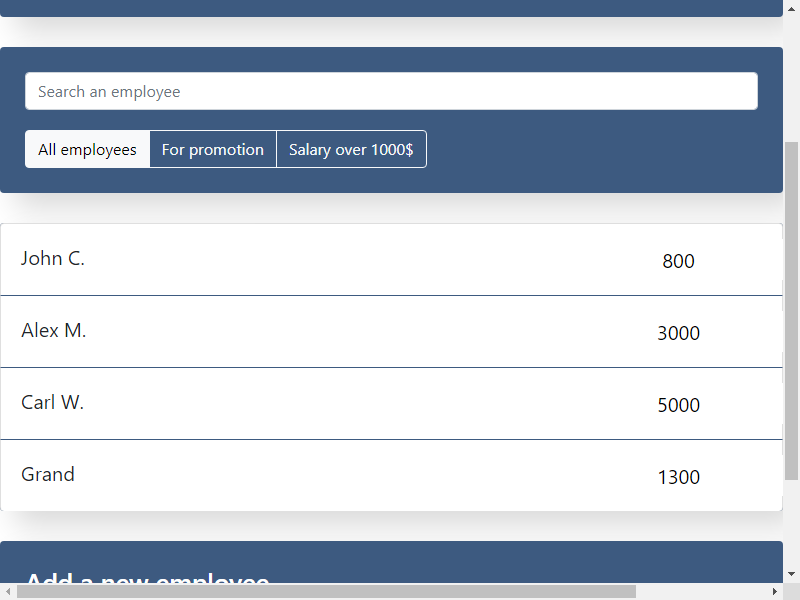 Search an employee
All employees For promotion Salary over 1000$
John C. 800
Alex M. 3000
Carl W. 5000
Grand 1300
Add a new employee